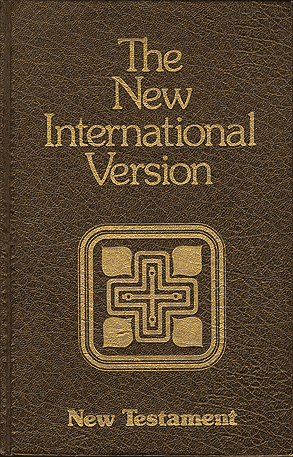 The
New
International
Version
New Testament